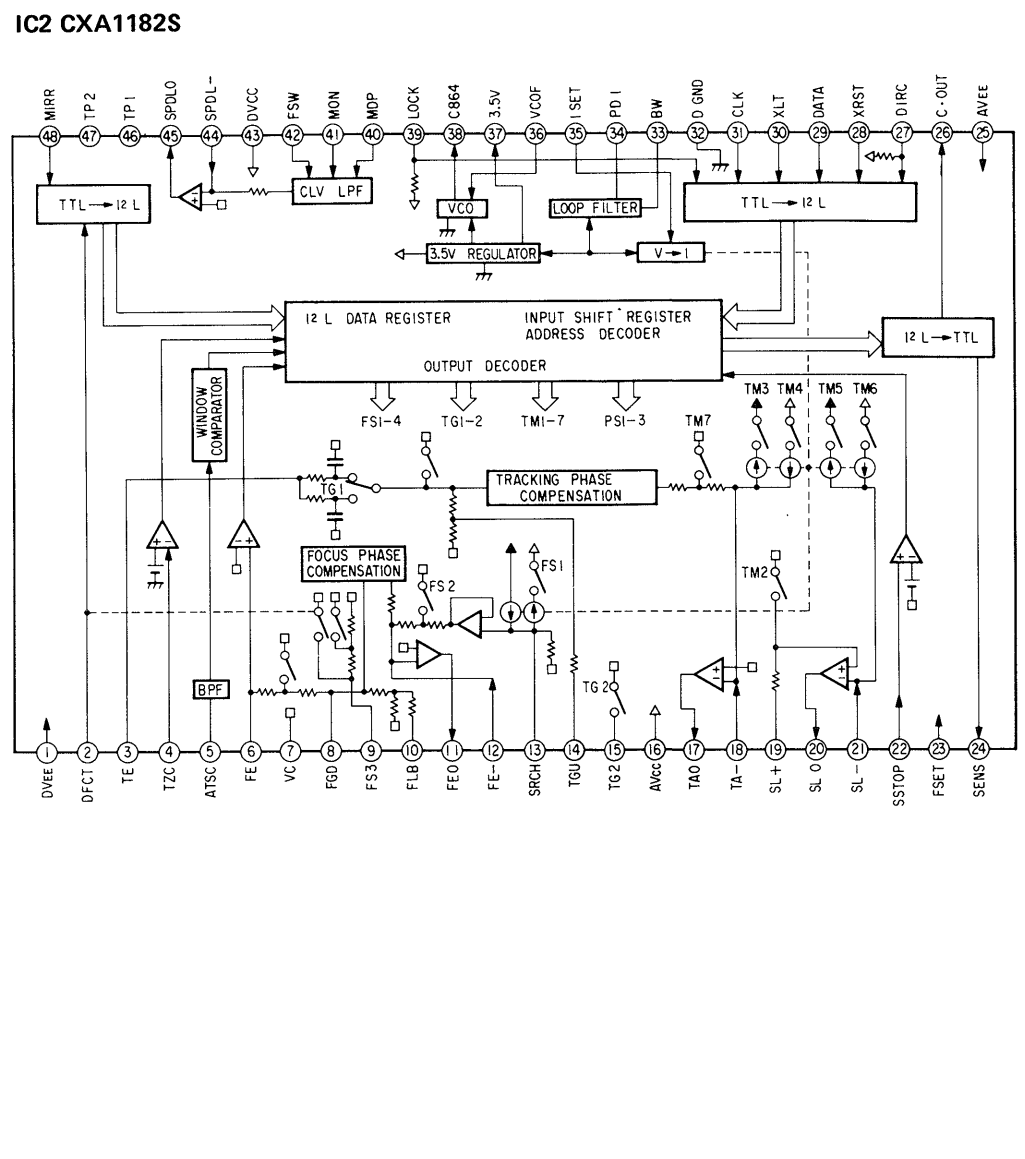 IC2 CXA1182S
MIRR TP2 TP1 SPDLO SPDL- DVCC FSW MON MDP LOCK C864 3.5V VCOF ISET PD1 BW D GND CLK XLT DATA XRST DIRC C·OUT AVEE
48 47 46 45 44 43 42 41 40 39 38 37 36 35 34 33 32 31 30 29 28 27 26 25
TTL → I2L
CLV LPF
VCO
LOOP FILTER
TTL → I2L
3.5V REGULATOR
V → I
I2L DATA REGISTER
INPUT SHIFT REGISTER
ADDRESS DECODER
OUTPUT DECODER
I2L → TTL
FS1-4 TG1-2 TM1-7 PS1-3
WINDOW
COMPARATOR
TM7 TM3 TM4 TM5 TM6
TG1
TRACKING PHASE
COMPENSATION
FOCUS PHASE
COMPENSATION
FS2
FS1
TM2
BPF
TG2
1 2 3 4 5 6 7 8 9 10 11 12 13 14 15 16 17 18 19 20 21 22 23 24
DVEE DFCT TE TZC ATSC FE VC FGD FS3 FLB FEO FE- SRCH TGU TG2 AVCC TAO TA- SL+ SLO SL- SSTOP FSET SENS